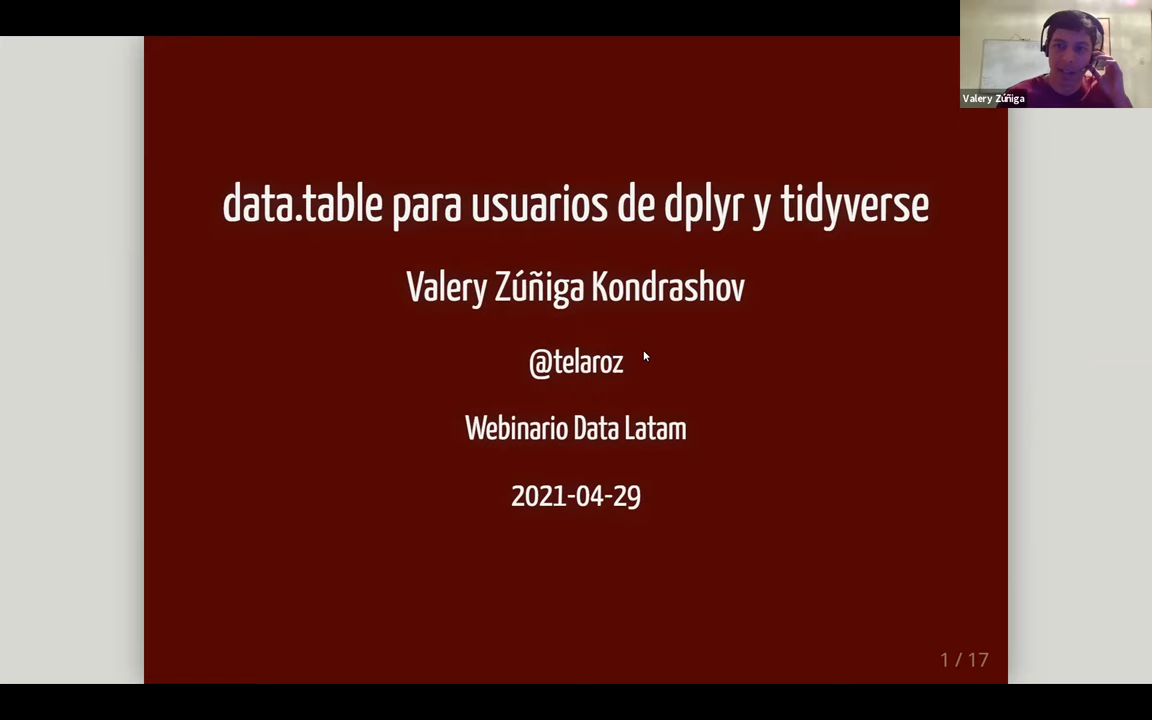 Valery Zúñiga
data.table para usuarios de dplyr y tidyverse
Valery Zúñiga Kondrashov
@telaroz
Webinario Data Latam
2021-04-29
1 / 17